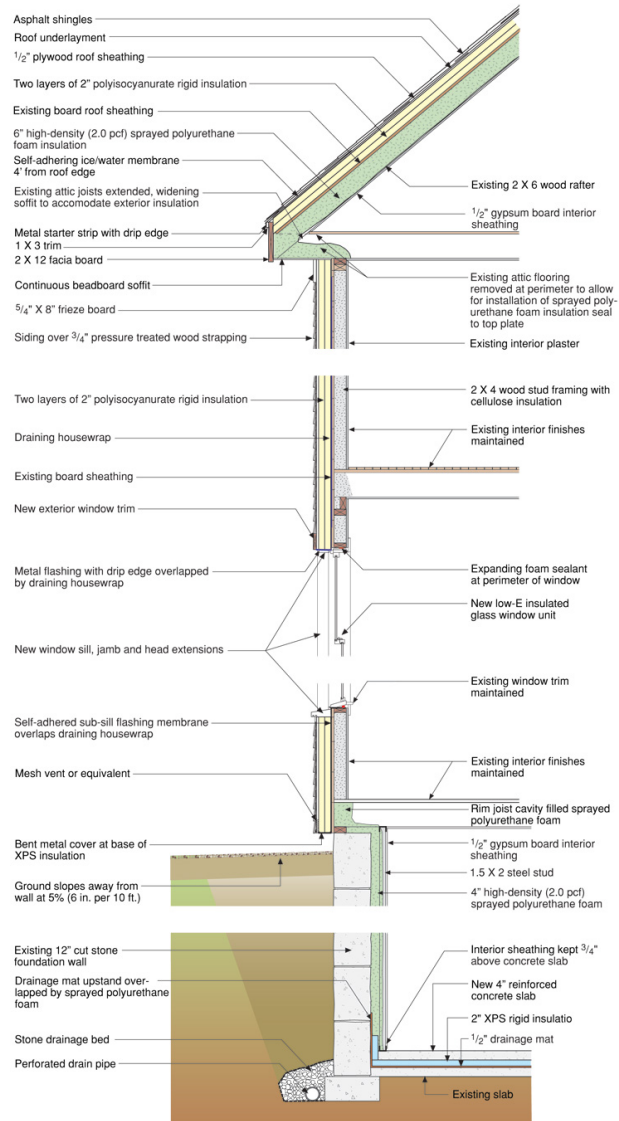 Asphalt shingles
Roof underlayment
1/2" plywood roof sheathing
Two layers of 2" polyisocyanurate rigid insulation
Existing board roof sheathing
6" high-density (2.0 pcf) sprayed polyurethane
foam insulation
Self-adhering ice/water membrane
4' from roof edge
Existing attic joists extended, widening
soffit to accomodate exterior insulation
Metal starter strip with drip edge
1 X 3 trim
2 X 12 facia board
Continuous beadboard soffit
5/4" X 8" frieze board
Siding over 3/4" pressure treated wood strapping
Existing 2 X 6 wood rafter
1/2" gypsum board interior
sheathing
Existing attic flooring
removed at perimeter to allow
for installation of sprayed poly-
urethane foam insulation seal
to top plate
Existing interior plaster
Two layers of 2" polyisocyanurate rigid insulation
Draining housewrap
Existing board sheathing
New exterior window trim
Metal flashing with drip edge overlapped
by draining housewrap
New window sill, jamb and head extensions
Self-adhered sub-sill flashing membrane
overlaps draining housewrap
Mesh vent or equivalent
Bent metal cover at base of
XPS insulation
Ground slopes away from
wall at 5% (6 in. per 10 ft.)
2 X 4 wood stud framing with
cellulose insulation
Existing interior finishes
maintained
Expanding foam sealant
at perimeter of window
New low-E insulated
glass window unit
Existing window trim
maintained
Existing interior finishes
maintained
Rim joist cavity filled sprayed
polyurethane foam
1/2" gypsum board interior
sheathing
1.5 X 2 steel stud
4" high-density (2.0 pcf)
sprayed polyurethane foam
Existing 12" cut stone
foundation wall
Drainage mat upstand over-
lapped by sprayed polyurethane
foam
Stone drainage bed
Perforated drain pipe
Interior sheathing kept 3/4"
above concrete slab
New 4" reinforced
concrete slab
2" XPS rigid insulatio
1/2" drainage mat
Existing slab